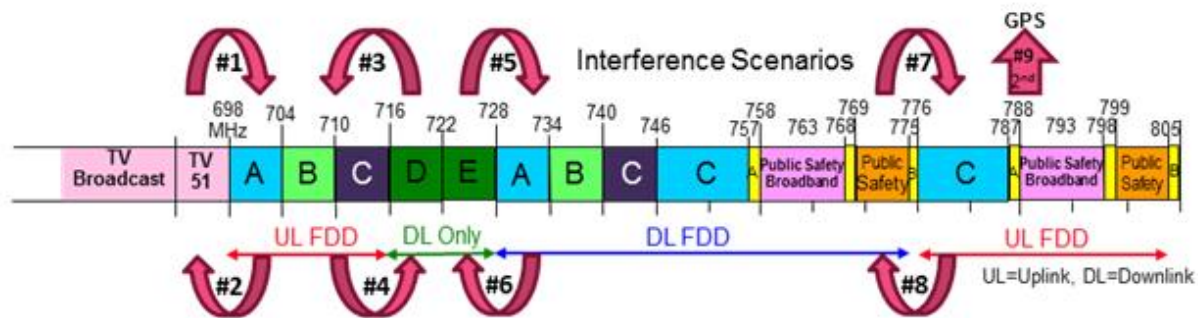 GPS
#1 #3 #5 Interference Scenarios #7 #9
2nd
698 704 710 716 722 728 734 740 746 757 758 763 768 769 775 776 787 788 793 798 799 805
MHz
TV Broadcast TV 51 A B C D E A B C C A Public Safety Broadband Public Safety B C A Public Safety Broadband Public Safety B
UL FDD DL Only DL FDD UL FDD
#2 #4 #6 #8 UL=Uplink, DL=Downlink